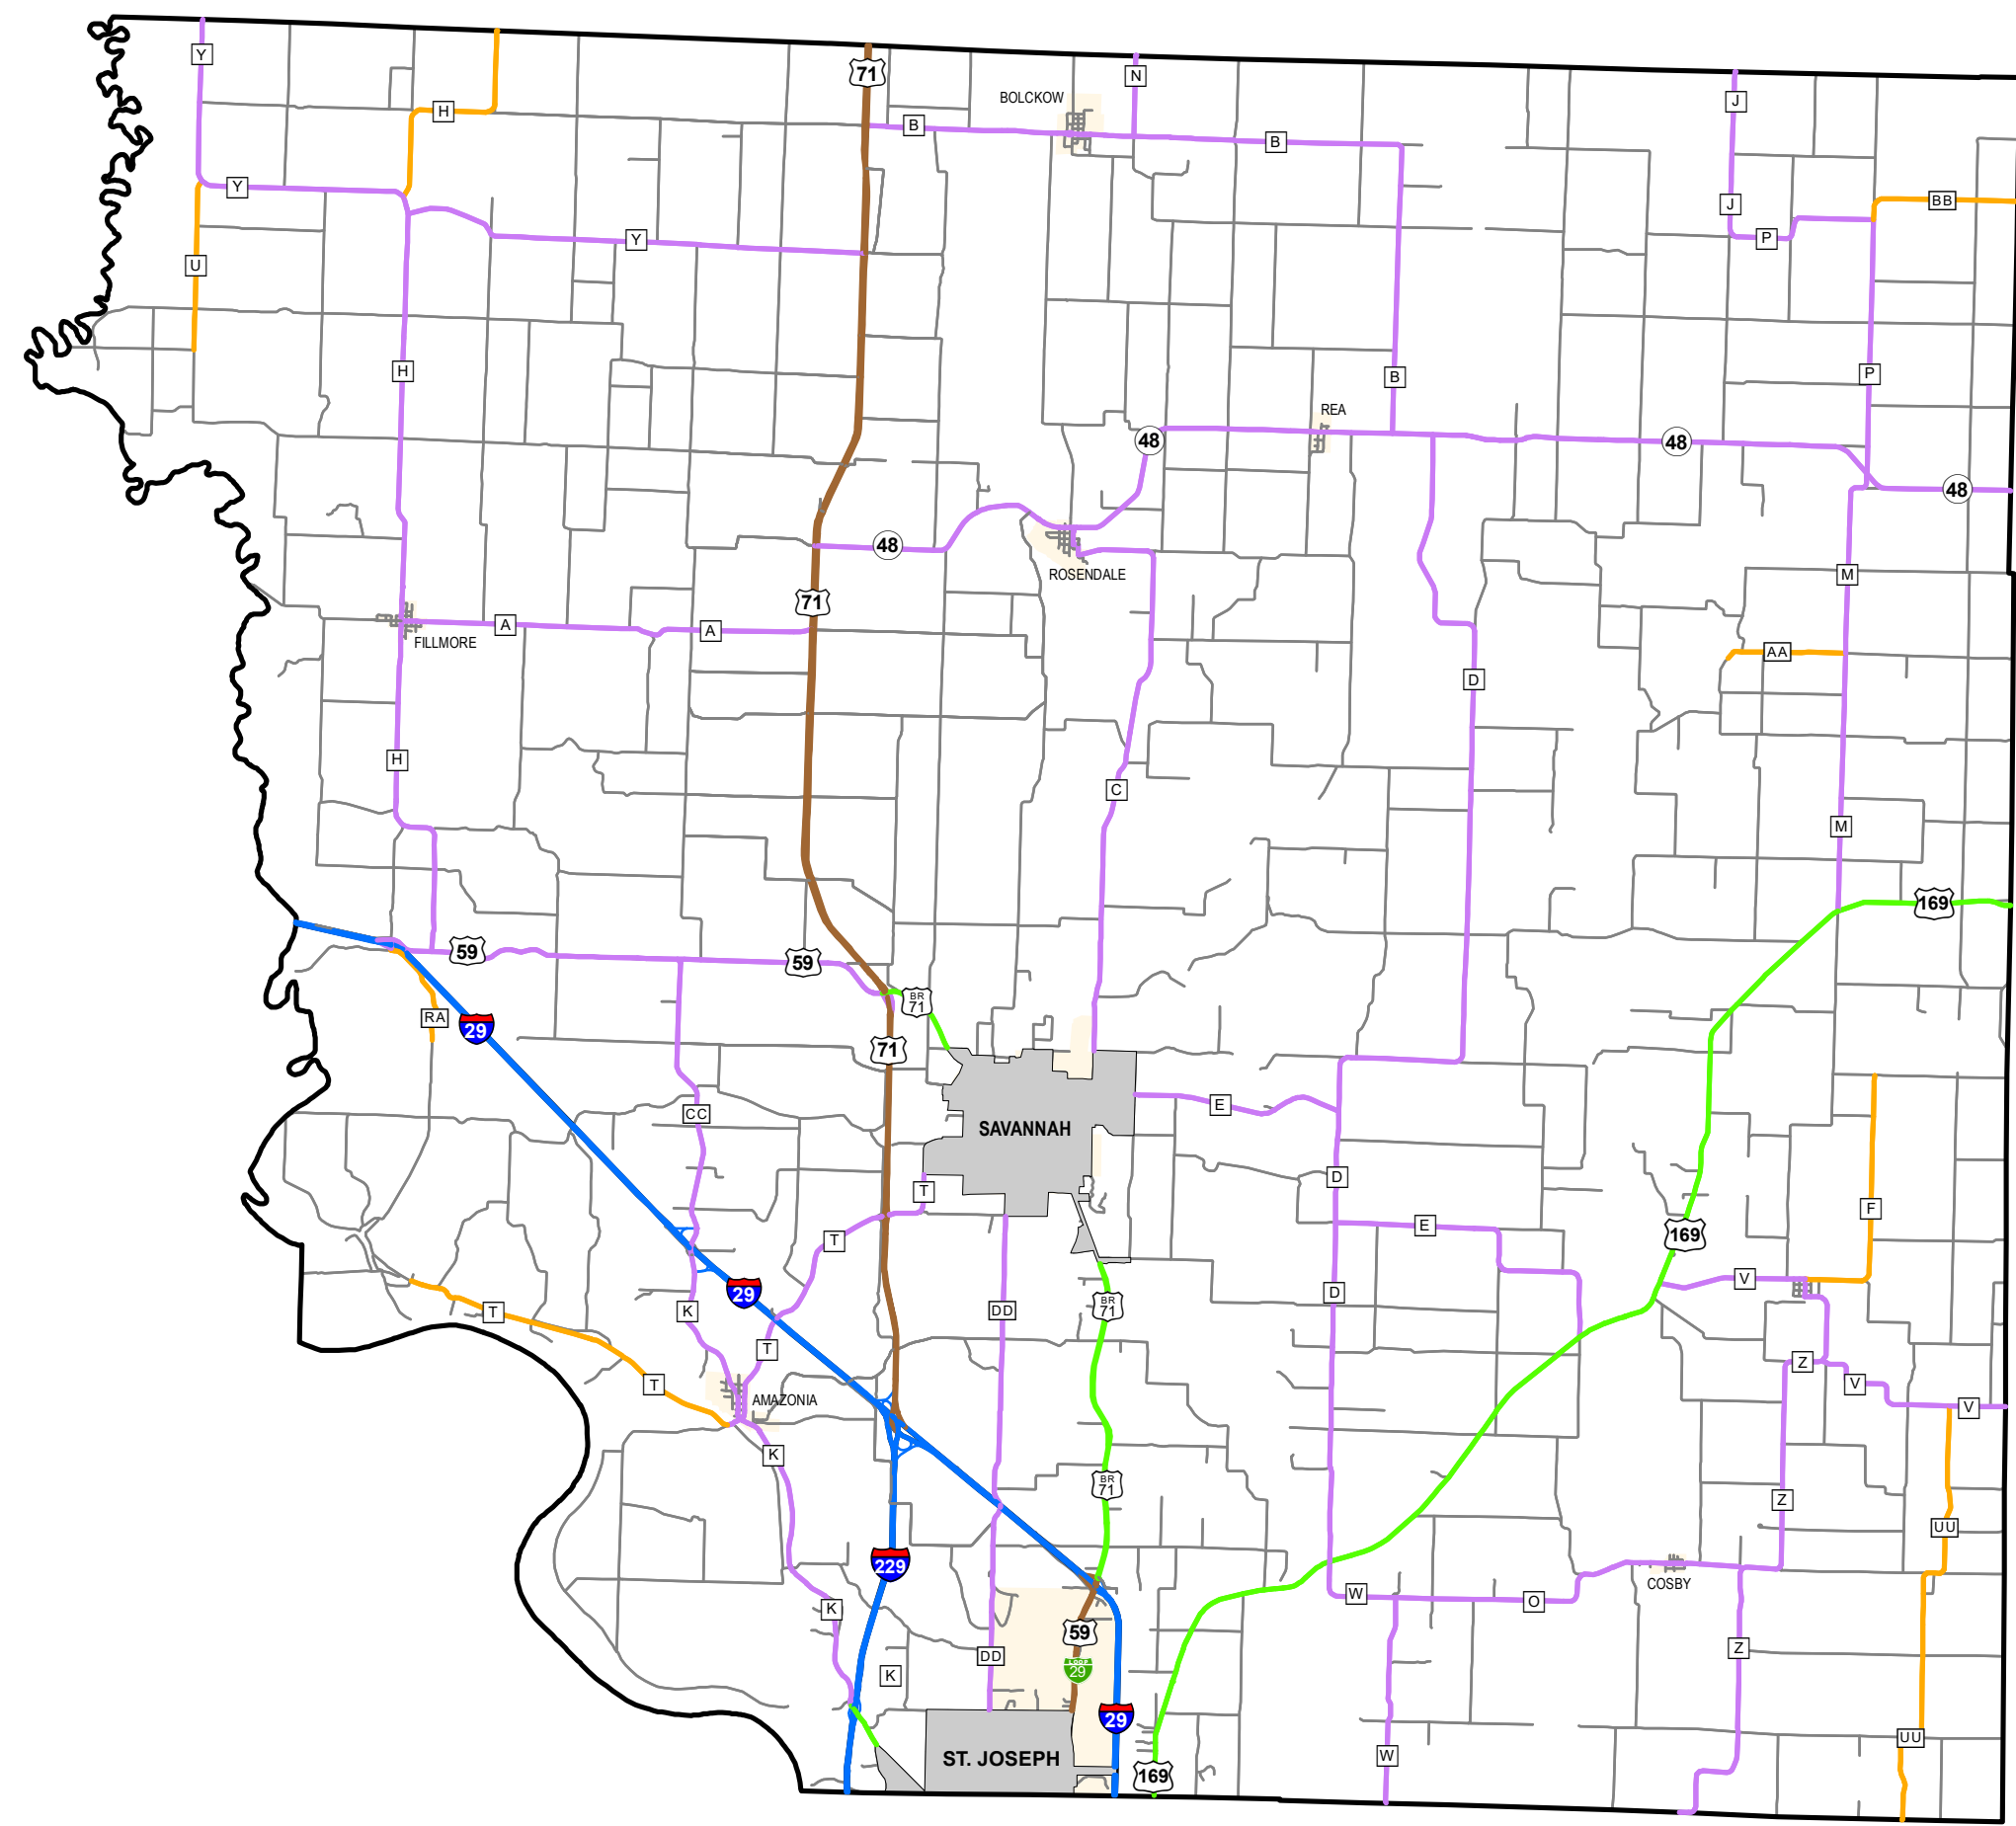 Y
71
N
BOLCKOW
J
H
B
B
Y
J
BB
Y
P
U
H
B
P
REA
48
48
48
48
ROSENDALE
71
M
A
A
FILLMORE
AA
D
H
C
M
169
59
59
BR
71
RA
29
71
CC
E
SAVANNAH
D
T
F
E
169
T
V
29
D
K
T
DD
BR
71
T
Z
T
V
AMAZONIA
V
K
BR
71
Z
UU
229
COSBY
W
O
K
59
Z
DD
LOOP
29
K
29
UU
W
ST. JOSEPH
169